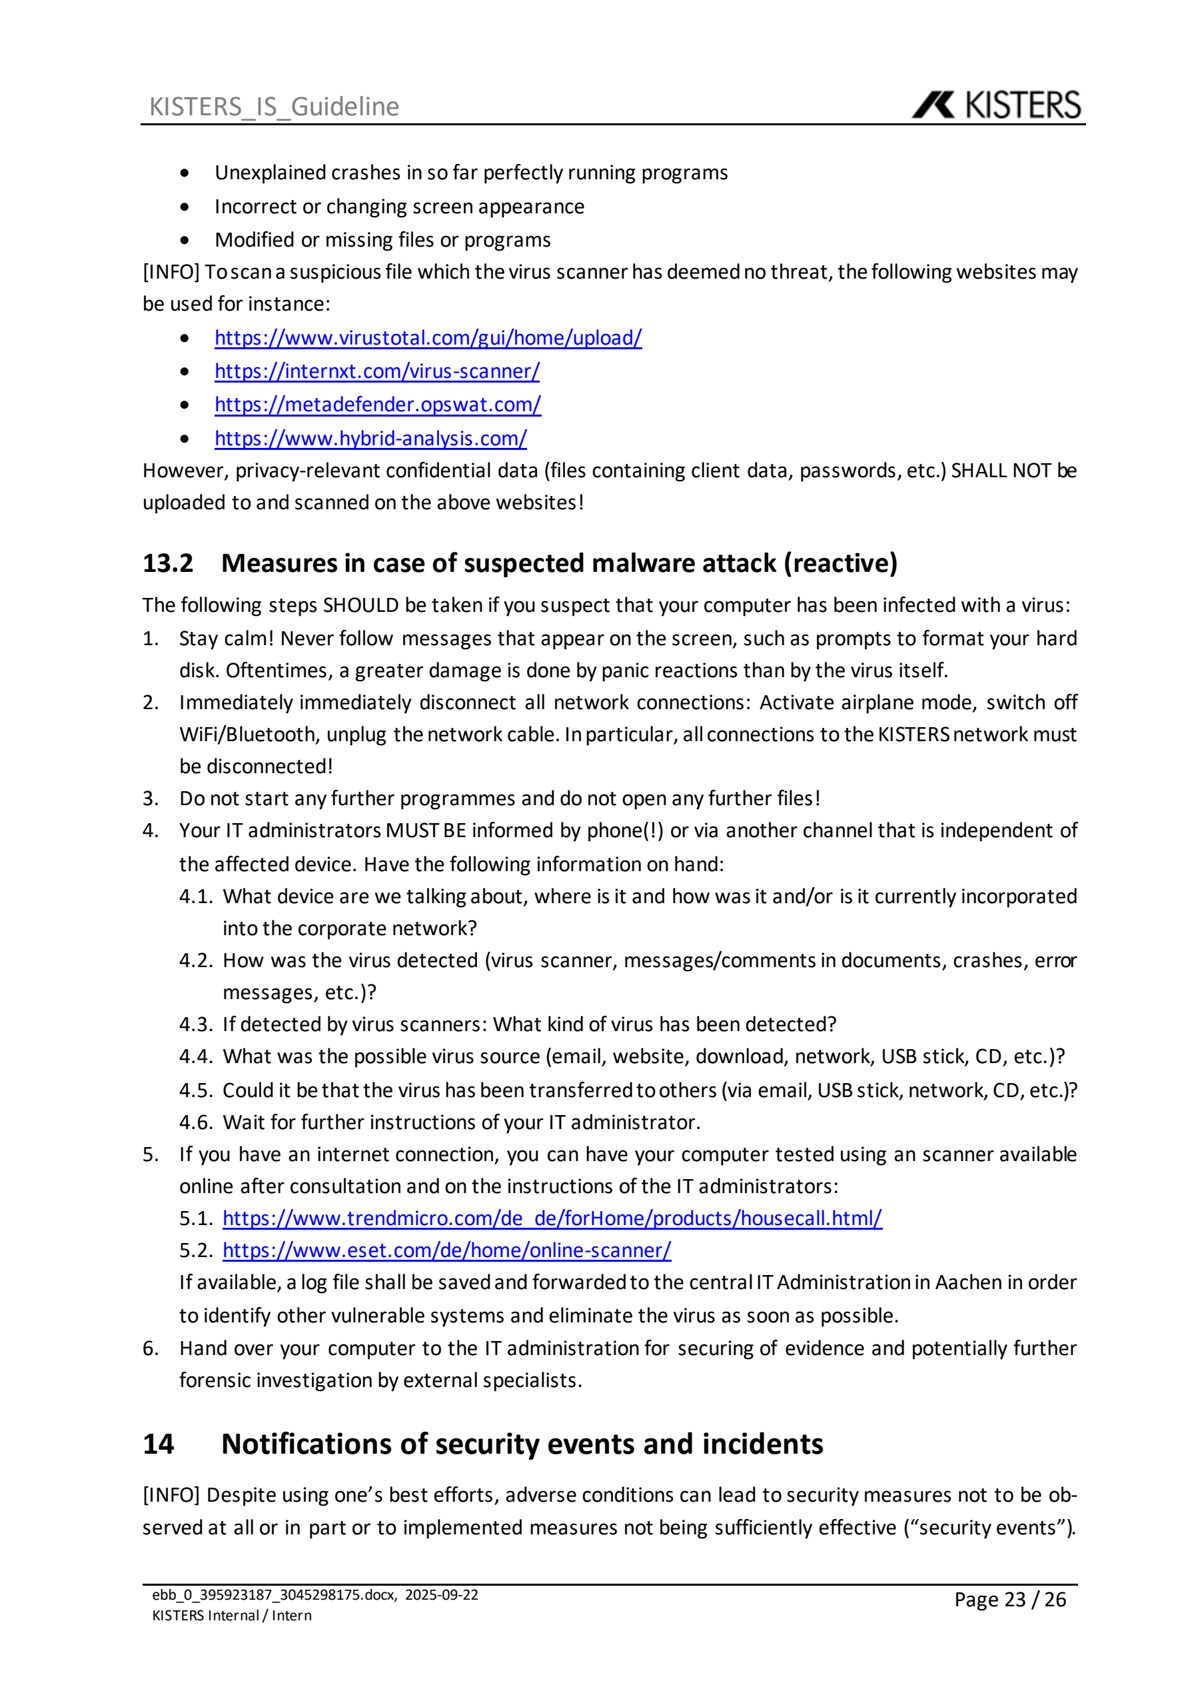 KISTERS_IS_Guideline
KISTERS
• Unexplained crashes in so far perfectly running programs
• Incorrect or changing screen appearance
• Modified or missing files or programs
[INFO] To scan a suspicious file which the virus scanner has deemed no threat, the following websites may
be used for instance:
• https://www.virustotal.com/gui/home/upload/
• https://internxt.com/virus-scanner/
• https://metadefender.opswat.com/
• https://www.hybrid-analysis.com/
However, privacy-relevant confidential data (files containing client data, passwords, etc.) SHALL NOT be
uploaded to and scanned on the above websites!
13.2 Measures in case of suspected malware attack (reactive)
The following steps SHOULD be taken if you suspect that your computer has been infected with a virus:
1. Stay calm! Never follow messages that appear on the screen, such as prompts to format your hard
disk. Oftentimes, a greater damage is done by panic reactions than by the virus itself.
2. Immediately immediately disconnect all network connections: Activate airplane mode, switch off
WiFi/Bluetooth, unplug the network cable. In particular, all connections to the KISTERS network must
be disconnected!
3. Do not start any further programmes and do not open any further files!
4. Your IT administrators MUST BE informed by phone(!) or via another channel that is independent of
the affected device. Have the following information on hand:
4.1. What device are we talking about, where is it and how was it and/or is it currently incorporated
into the corporate network?
4.2. How was the virus detected (virus scanner, messages/comments in documents, crashes, error
messages, etc.)?
4.3. If detected by virus scanners: What kind of virus has been detected?
4.4. What was the possible virus source (email, website, download, network, USB stick, CD, etc.)?
4.5. Could it be that the virus has been transferred to others (via email, USB stick, network, CD, etc.)?
4.6. Wait for further instructions of your IT administrator.
5. If you have an internet connection, you can have your computer tested using an scanner available
online after consultation and on the instructions of the IT administrators:
5.1. https://www.trendmicro.com/de_de/forHome/products/housecall.html/
5.2. https://www.eset.com/de/home/online-scanner/
If available, a log file shall be saved and forwarded to the central IT Administration in Aachen in order
to identify other vulnerable systems and eliminate the virus as soon as possible.
6. Hand over your computer to the IT administration for securing of evidence and potentially further
forensic investigation by external specialists.
14 Notifications of security events and incidents
[INFO] Despite using one’s best efforts, adverse conditions can lead to security measures not to be ob-
served at all or in part or to implemented measures not being sufficiently effective (“security events”).
ebb_0_395923187_3045298175.docx, 2025-09-22
Page 23 / 26
KISTERS Internal / Intern